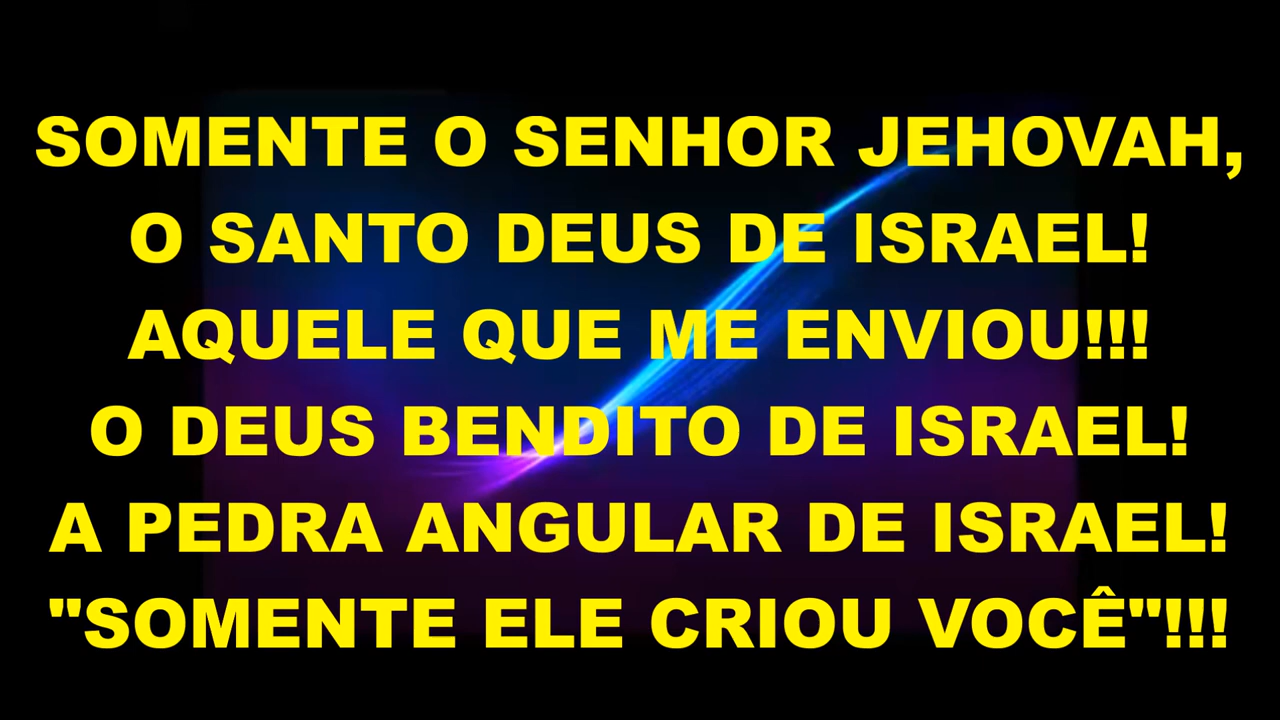 SOMENTE O SENHOR JEHOVAH,
O SANTO DEUS DE ISRAEL!
AQUELE QUE ME ENVIOU!!!
O DEUS BENDITO DE ISRAEL!
A PEDRA ANGULAR DE ISRAEL!
"SOMENTE ELE CRIOU VOCÊ"!!!